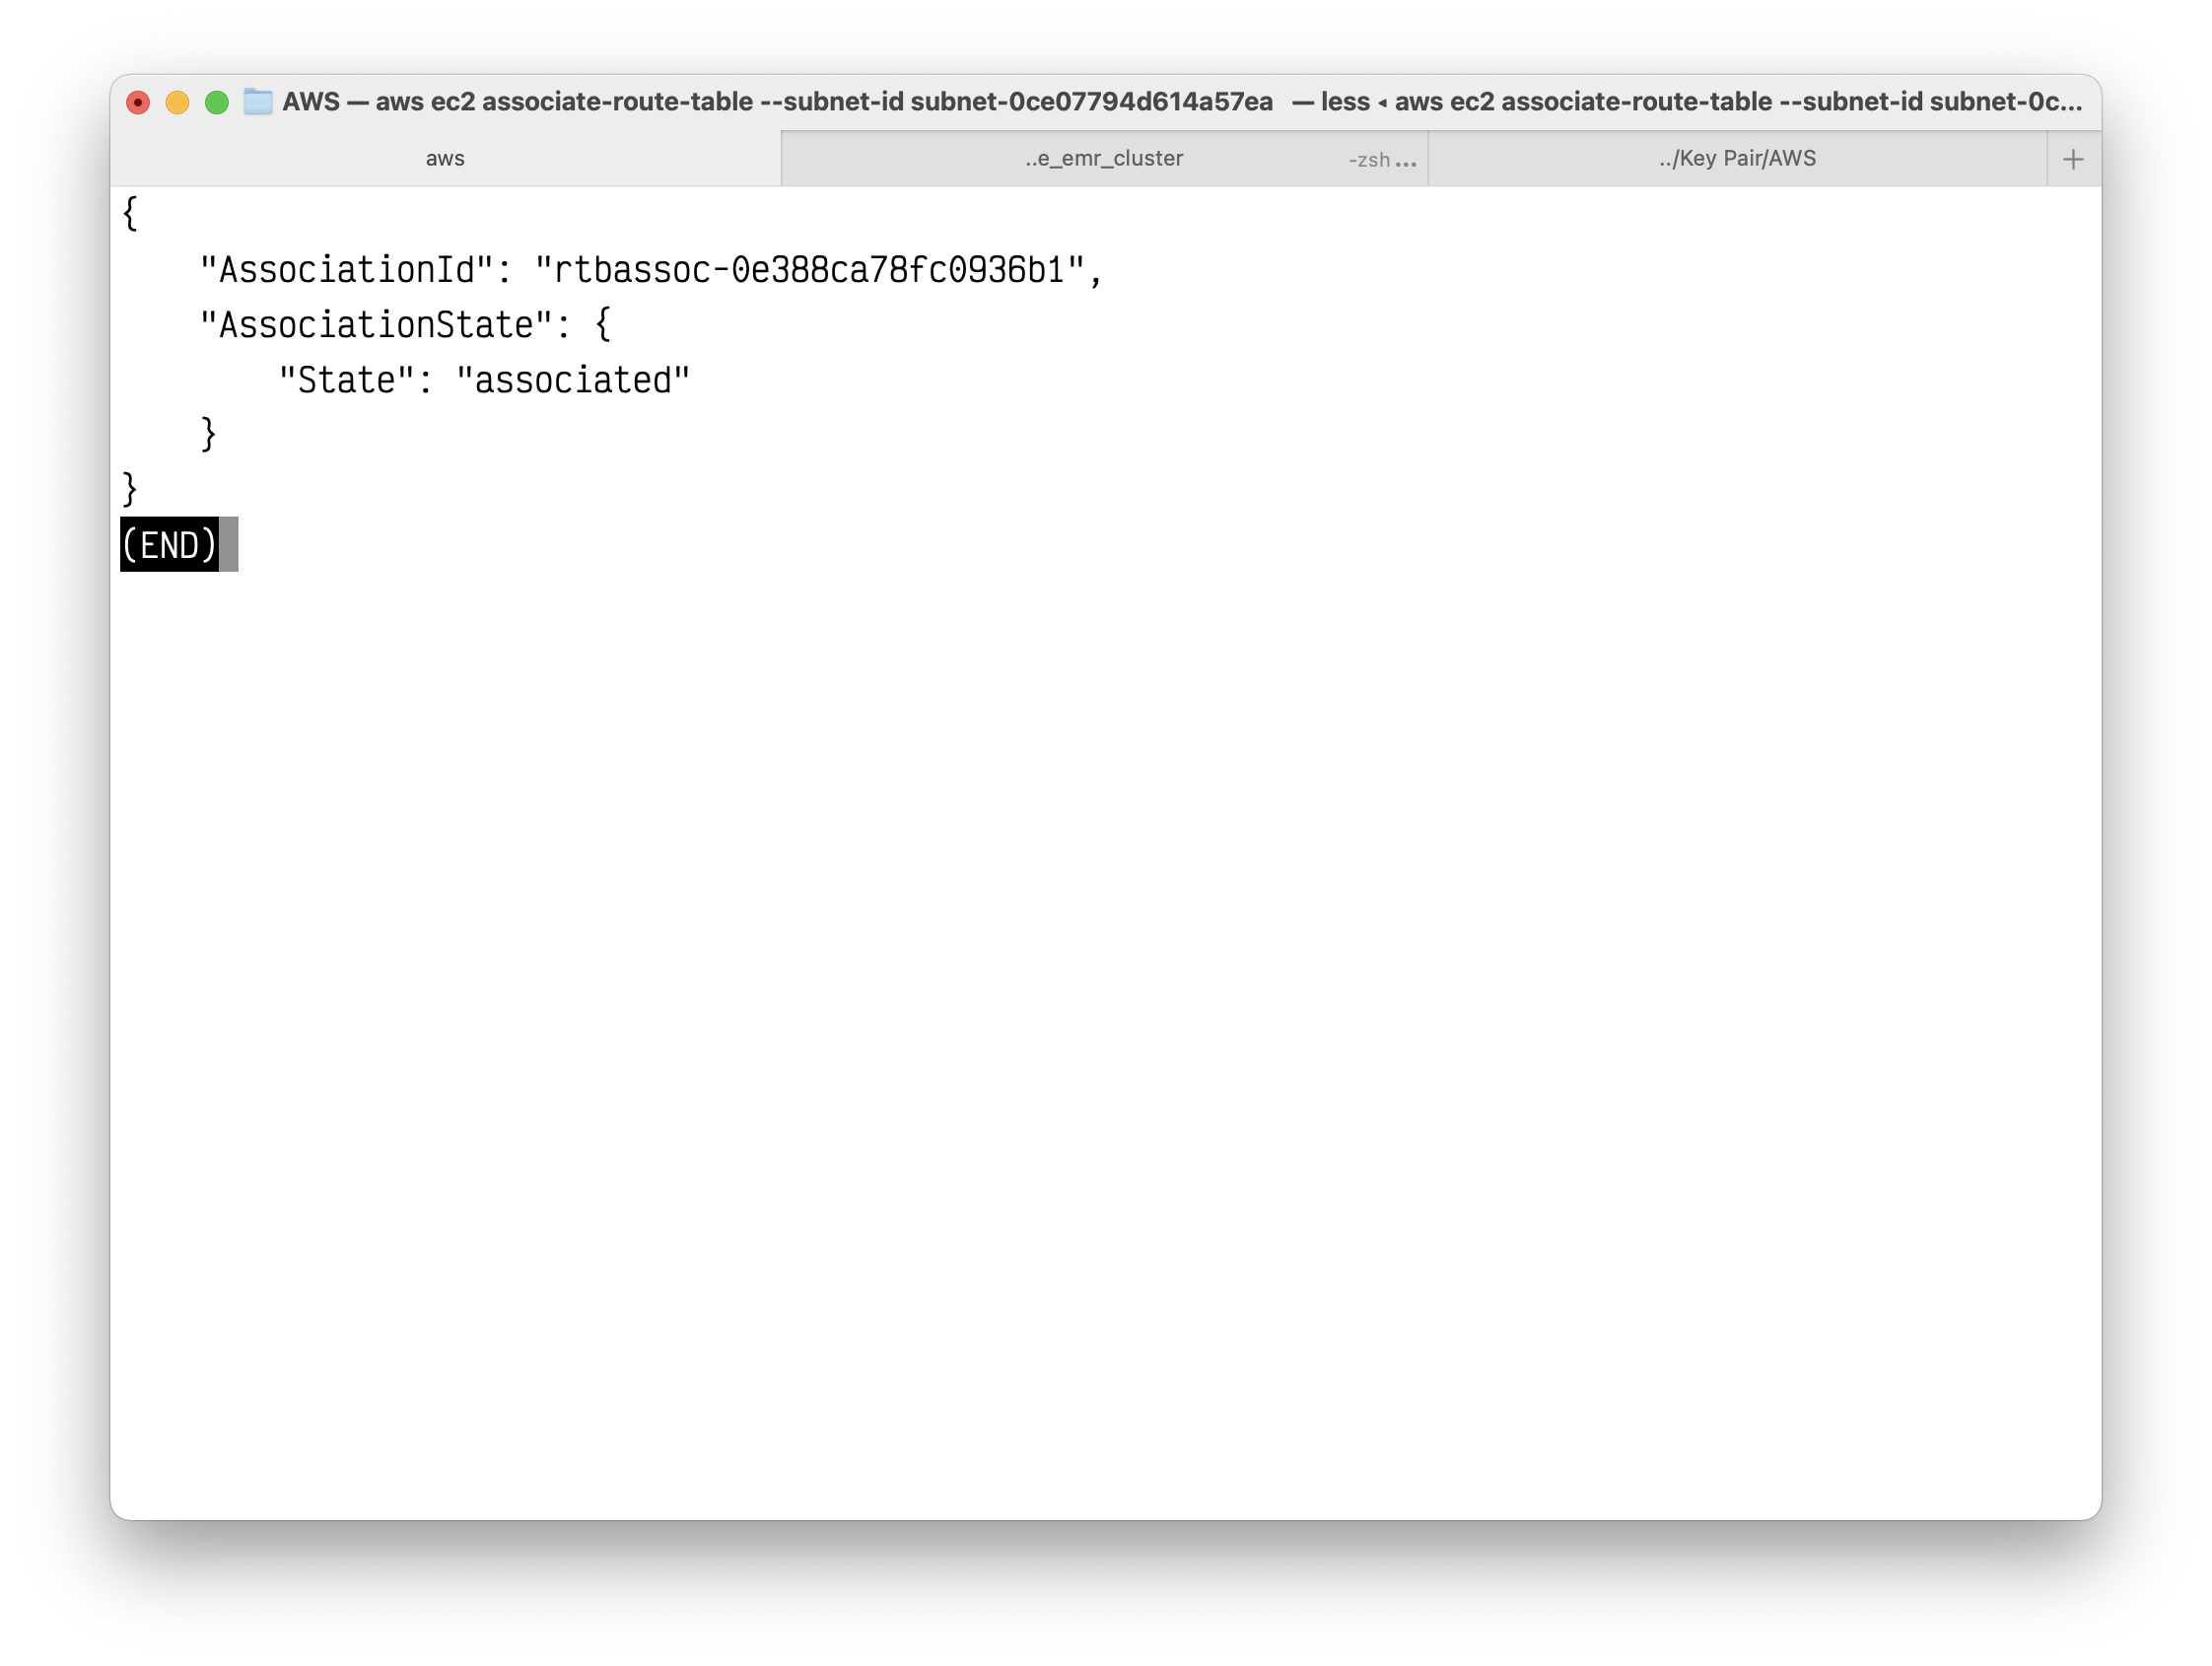 AWS — aws ec2 associate-route-table --subnet-id subnet-0ce07794d614a57ea — less ◂ aws ec2 associate-route-table --subnet-id subnet-0c...
aws ..e_emr_cluster -zsh ... ../Key Pair/AWS +
{
    "AssociationId": "rtbassoc-0e388ca78fc0936b1",
    "AssociationState": {
        "State": "associated"
    }
}
(END)